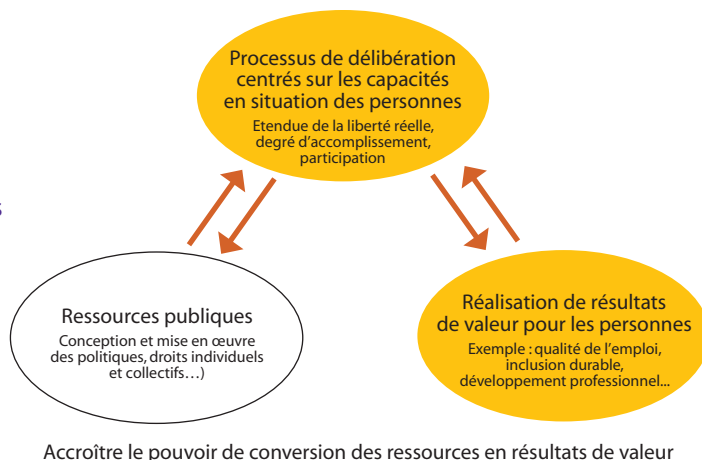 Processus de délibération
centrés sur les capacités
en situation des personnes
Etendue de la liberté réelle,
degré d'accomplissement,
participation
s
Ressources publiques
Conception et mise en œuvre
des politiques, droits individuels
et collectifs…)
Réalisation de résultats
de valeur pour les personnes
Exemple : qualité de l'emploi,
inclusion durable,
développement professionnel...
Accroître le pouvoir de conversion des ressources en résultats de valeur